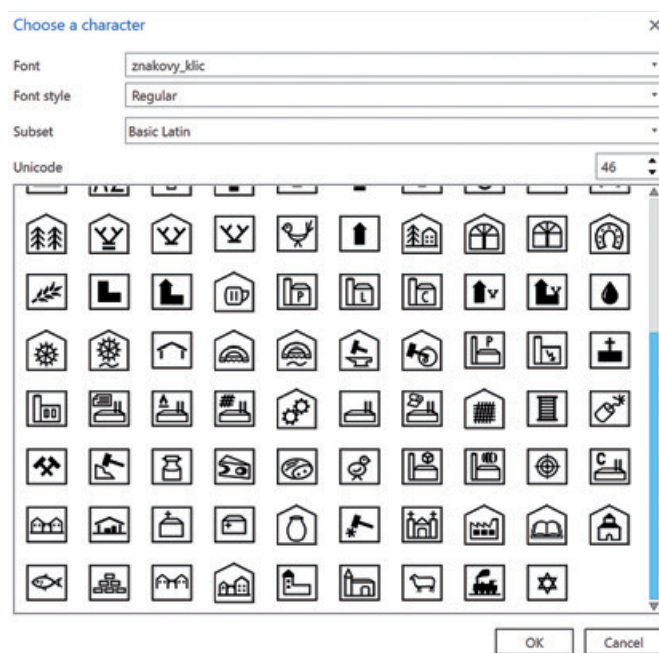 Choose a character
Font znakovy_klic
Font style Regular
Subset Basic Latin
Unicode 46
P L C
P
C
OK Cancel